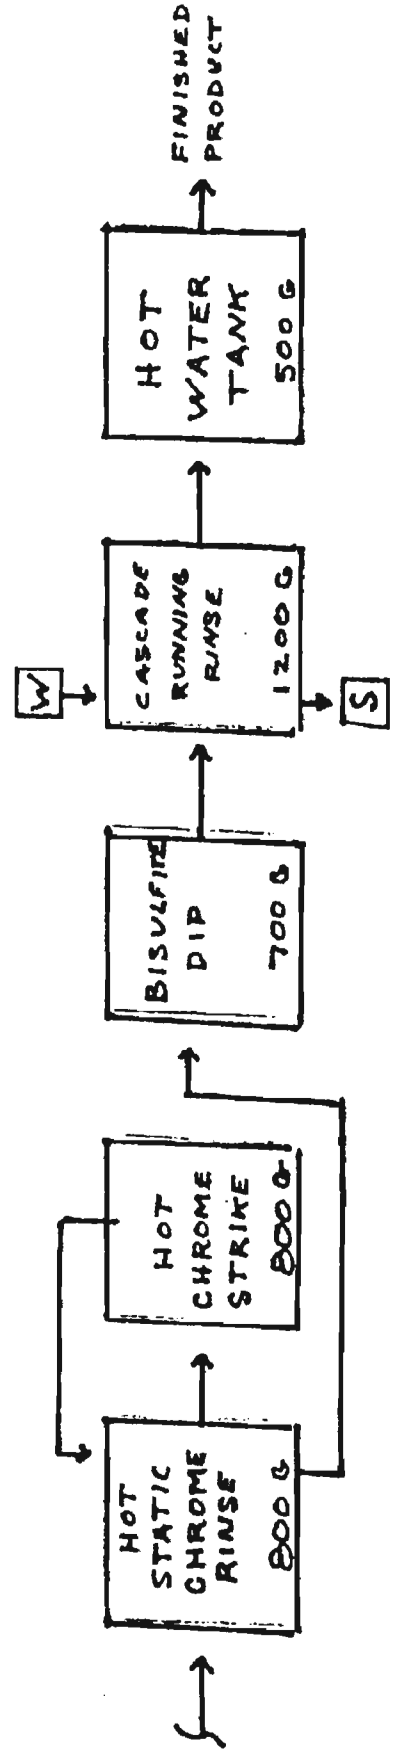 HOT
STATIC
CHROME
RINSE
800 G
HOT
CHROME
STRIKE
800 G
BISULFITE
DIP
700 G
W
CASCADE
RUNNING
RINSE
1200 G
S
HOT
WATER
TANK
500 G
FINISHED
PRODUCT